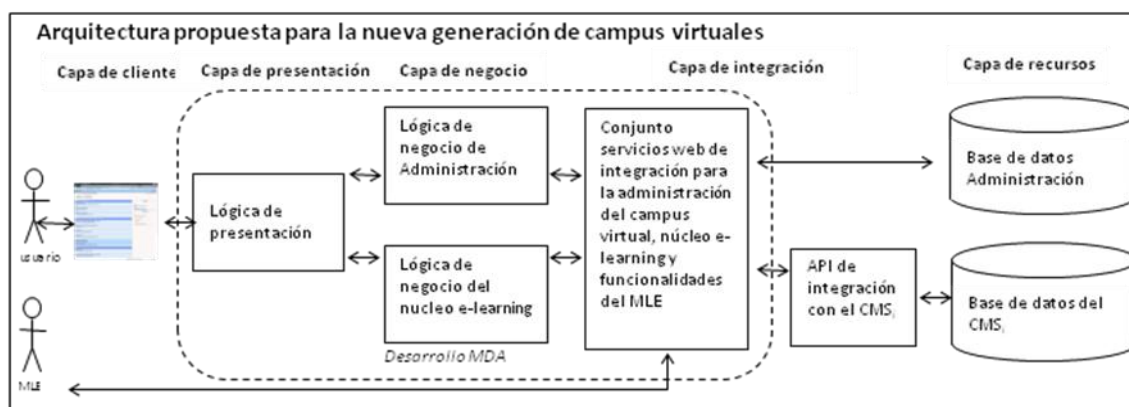 Arquitectura propuesta para la nueva generación de campus virtuales
Capa de cliente
Capa de presentación
Capa de negocio
Capa de integración
Capa de recursos
usuario
MLE
Lógica de
presentación
Lógica de
negocio de
Administración
Lógica de
negocio del
nucleo e-learning
Desarrollo MDA
Conjunto
servicios web de
integración para
la administración
del campus
virtual, núcleo e-
learning y
funcionalidades
del MLE
API de
integración
con el CMSi
Base de datos
Administración
Base de datos del
CMSi